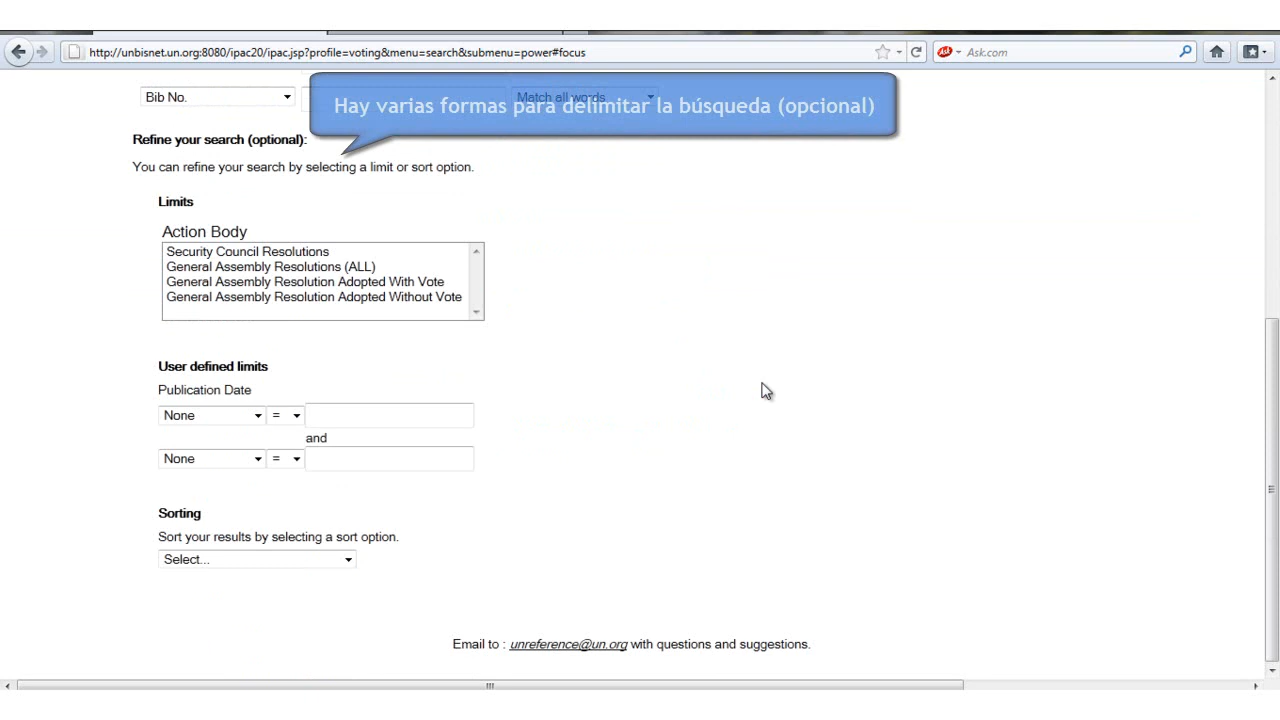 http://unbisnet.un.org:8080/ipac20/ipac.jsp?profile=voting&menu=search&submenu=power#focus
Ask Ask.com
Bib No.
Match all words
Hay varias formas para delimitar la búsqueda (opcional)
Refine your search (optional):
You can refine your search by selecting a limit or sort option.
Limits
Action Body
Security Council Resolutions
General Assembly Resolutions (ALL)
General Assembly Resolution Adopted With Vote
General Assembly Resolution Adopted Without Vote
User defined limits
Publication Date
None =
and
None =
Sorting
Sort your results by selecting a sort option.
Select...
Email to : unreference@un.org with questions and suggestions.